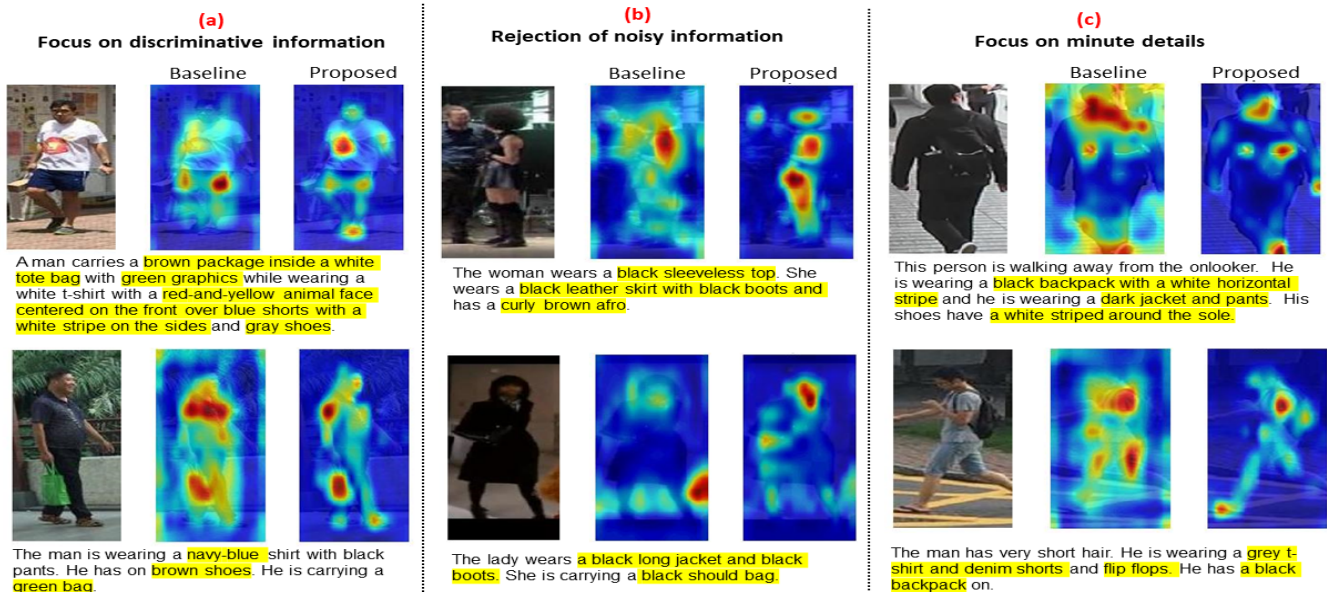 (a)
Focus on discriminative information
Baseline Proposed
A man carries a brown package inside a white
tote bag with green graphics while wearing a
white t-shirt with a red-and-yellow animal face
centered on the front over blue shorts with a
white stripe on the sides and gray shoes.
The man is wearing a navy-blue shirt with black
pants. He has on brown shoes. He is carrying a
green bag.
(b)
Rejection of noisy information
Baseline Proposed
The woman wears a black sleeveless top. She
wears a black leather skirt with black boots and
has a curly brown afro.
The lady wears a black long jacket and black
boots. She is carrying a black should bag.
(c)
Focus on minute details
Baseline Proposed
This person is walking away from the onlooker. He
is wearing a black backpack with a white horizontal
stripe and he is wearing a dark jacket and pants. His
shoes have a white striped around the sole.
The man has very short hair. He is wearing a grey t-
shirt and denim shorts and flip flops. He has a black
backpack on.